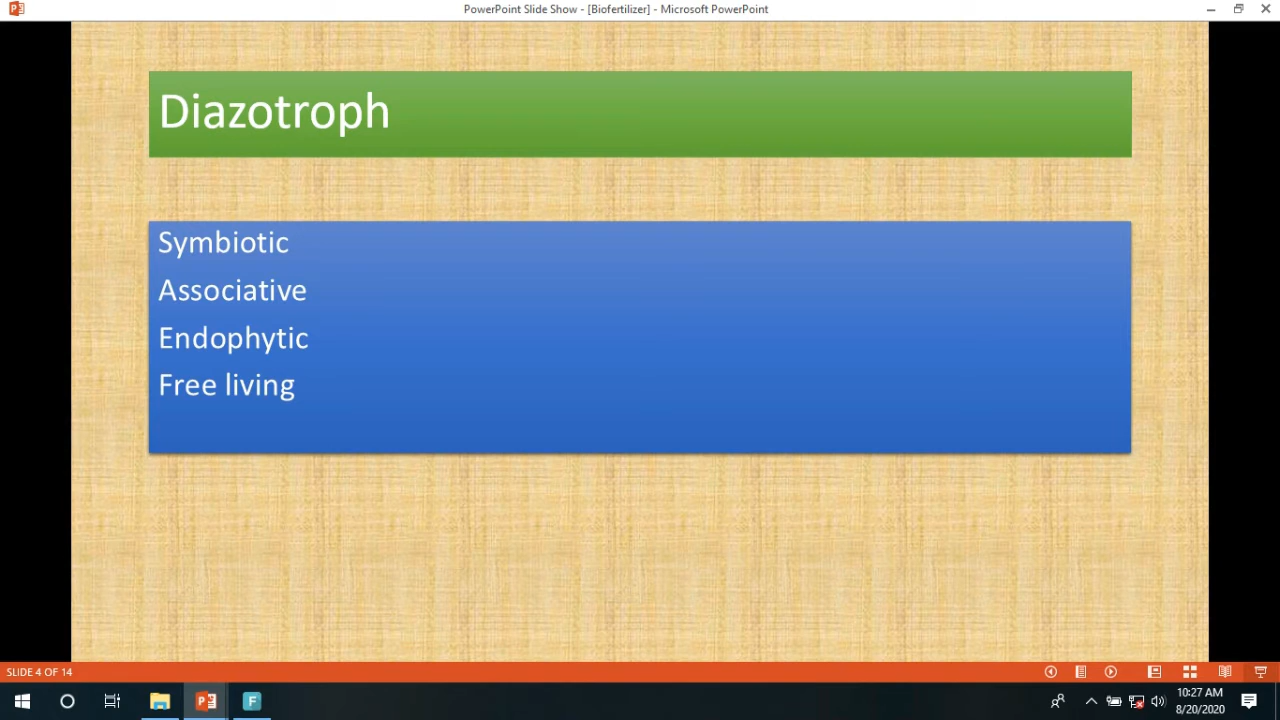 PowerPoint Slide Show - [Biofertilizer] - Microsoft PowerPoint
Diazotroph
Symbiotic
Associative
Endophytic
Free living
SLIDE 4 OF 14
10:27 AM
8/20/2020